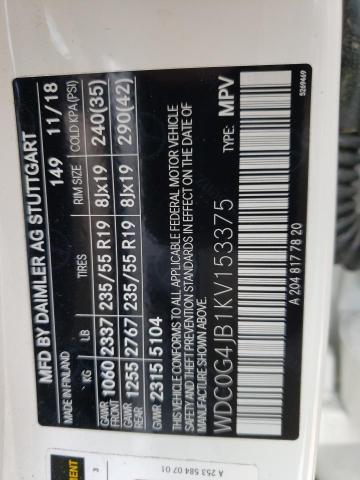 MFD BY DAIMLER AG STUTTGART
MADE IN FINLAND 149 11/18
KG LB TIRES RIM SIZE COLD KPA (PSI)
GAWR FRONT 1060 2337 235/55 R19 8Jx19 240(35)
GAWR REAR 1255 2767 235/55 R19 8Jx19 290(42)
GVWR 2315 5104
THIS VEHICLE CONFORMS TO ALL APPLICABLE FEDERAL MOTOR VEHICLE
SAFETY AND THEFT PREVENTION STANDARDS IN EFFECT ON THE DATE OF
MANUFACTURE SHOWN ABOVE.
WDC0G4JB1KV153375 TYPE: MPV
A 204 817 78 20
5269469
3
A 253 584 07 01